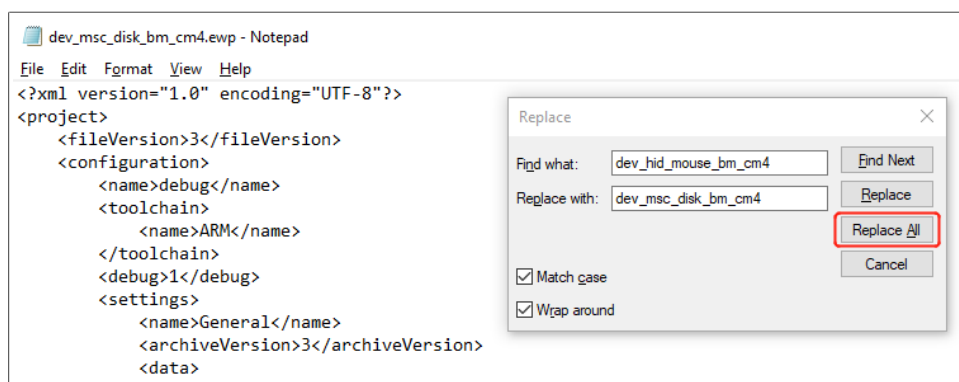 dev_msc_disk_bm_cm4.ewp - Notepad
File Edit Format View Help
<?xml version="1.0" encoding="UTF-8"?>
<project>
<fileVersion>3</fileVersion>
<configuration>
<name>debug</name>
<toolchain>
<name>ARM</name>
</toolchain>
<debug>1</debug>
<settings>
<name>General</name>
<archiveVersion>3</archiveVersion>
<data>
Replace
Find what: dev_hid_mouse_bm_cm4 Find Next
Replace with: dev_msc_disk_bm_cm4 Replace
Replace All
Cancel
Match case
Wrap around